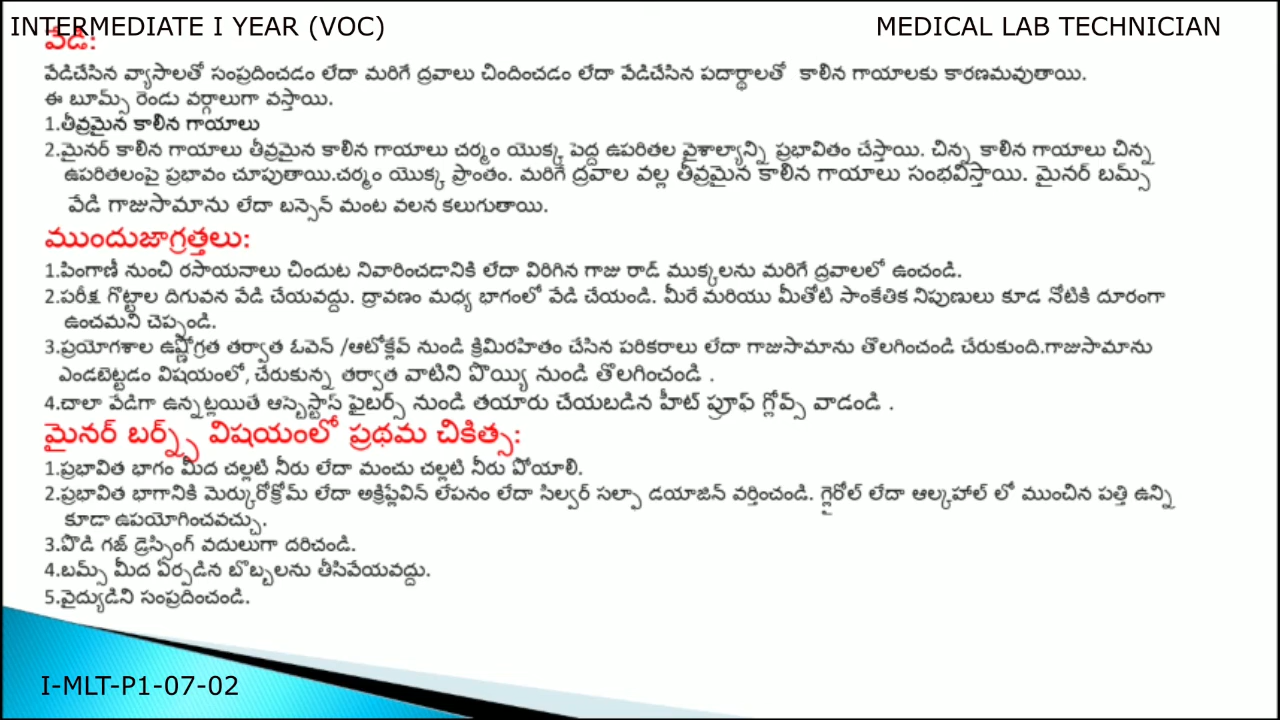 INTERMEDIATE I YEAR (VOC)
MEDICAL LAB TECHNICIAN
వేడి:
వేడిచేసిన వ్యాసాలతో సంప్రదించడం లేదా మరిగే ద్రవాలు చిందించడం లేదా వేడిచేసిన పదార్థాలతో కాలిన గాయాలకు కారణమవుతాయి.
ఈ బూమ్స్ రెండు వర్గాలుగా వస్తాయి.
1.తీవ్రమైన కాలిన గాయాలు
2.మైనర్ కాలిన గాయాలు తీవ్రమైన కాలిన గాయాలు చర్మం యొక్క పెద్ద ఉపరితల వైశాల్యాన్ని ప్రభావితం చేస్తాయి. చిన్న కాలిన గాయాలు చిన్న
ఉపరితలంపై ప్రభావం చూపుతాయి.చర్మం యొక్క ప్రాంతం. మరిగే ద్రవాల వల్ల తీవ్రమైన కాలిన గాయాలు సంభవిస్తాయి. మైనర్ బమ్స్
వేడి గాజుసామాను లేదా బన్సెన్ మంట వలన కలుగుతాయి.
ముందుజాగ్రత్తలు:
1.పింగాణీ నుంచి రసాయనాలు చిందుట నివారించడానికి లేదా విరిగిన గాజు రాడ్ ముక్కలను మరిగే ద్రవాలలో ఉంచండి.
2.పరీక్ష గొట్టాల దిగువన వేడి చేయవద్దు. ద్రావణం మధ్య భాగంలో వేడి చేయండి. మీరే మరియు మీతోటి సాంకేతిక నిపుణులు కూడ నోటికి దూరంగా
ఉంచమని చెప్పండి.
3.ప్రయోగశాల ఉష్ణోగ్రత తర్వాత ఓవెన్ /ఆటోక్లేవ్ నుండి క్రిమిరహితం చేసిన పరికరాలు లేదా గాజుసామాను తొలగించండి చేరుకుంది.గాజుసామాను
ఎండబెట్టడం విషయంలో, చేరుకున్న తర్వాత వాటిని పొయ్యి నుండి తొలగించండి .
4.చాలా వేడిగా ఉన్నట్లయితే ఆస్బెస్టాస్ ఫైబర్స్ నుండి తయారు చేయబడిన హీట్ ప్రూఫ్ గ్లోవ్స్ వాడండి .
మైనర్ బర్న్స్ విషయంలో ప్రథమ చికిత్స:
1.ప్రభావిత భాగం మీద చల్లటి నీరు లేదా మంచు చల్లటి నీరు పోయాలి.
2.ప్రభావిత భాగానికి మెర్కురోక్రోమ్ లేదా అక్రిఫ్లేవిన్ లేపనం లేదా సిల్వర్ సల్ఫా డయాజిన్ వర్తించండి. గ్లైరోల్ లేదా ఆల్కహాల్ లో ముంచిన పత్తి ఉన్ని
కూడా ఉపయోగించవచ్చు.
3.పొడి గజ్ డ్రెస్సింగ్ వదులుగా దరిచండి.
4.బమ్స్ మీద ఏర్పడిన బొబ్బలను తీసివేయవద్దు.
5.వైద్యుడిని సంప్రదించండి.
I-MLT-P1-07-02